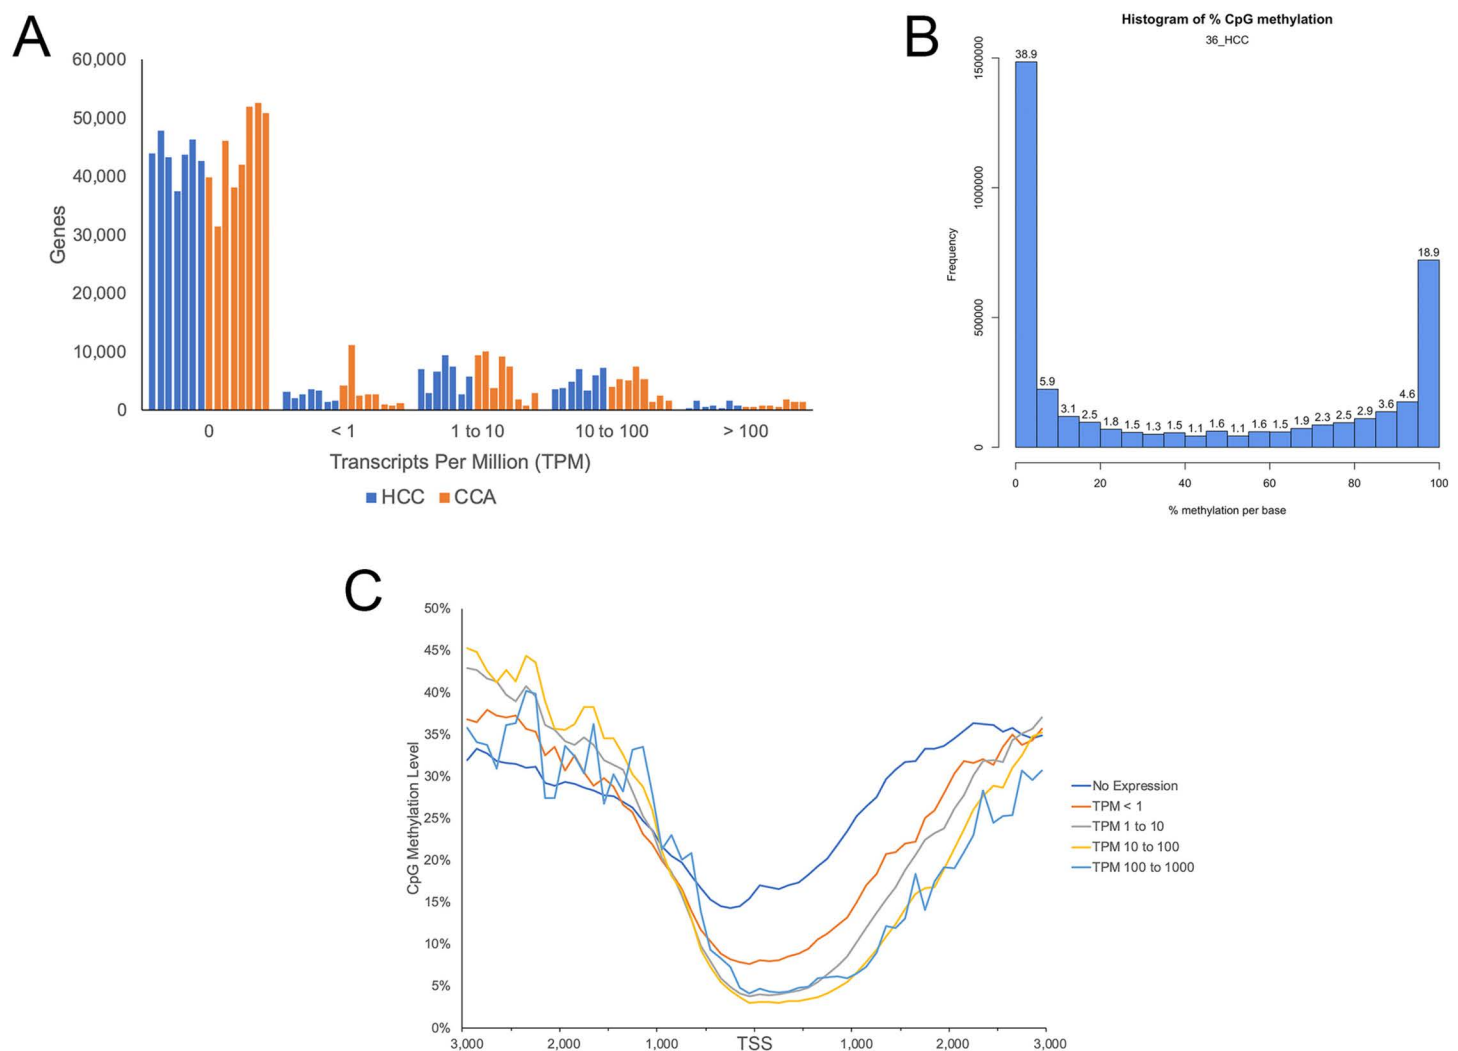 A
60,000
50,000
40,000
30,000
20,000
10,000
0
Genes
0
< 1
1 to 10
10 to 100
> 100
Transcripts Per Million (TPM)
HCC
CCA
B
Histogram of % CpG methylation
36_HCC
1500000
1000000
500000
0
Frequency
38.9
5.9
3.1
2.5
1.8
1.5
1.3
1.5
1.1
1.6
1.1
1.6
1.5
1.9
2.3
2.5
2.9
3.6
4.6
18.9
0
20
40
60
80
100
% methylation per base
C
50%
45%
40%
35%
30%
25%
20%
15%
10%
5%
0%
CpG Methylation Level
3,000
2,000
1,000
TSS
1,000
2,000
3,000
No Expression
TPM < 1
TPM 1 to 10
TPM 10 to 100
TPM 100 to 1000